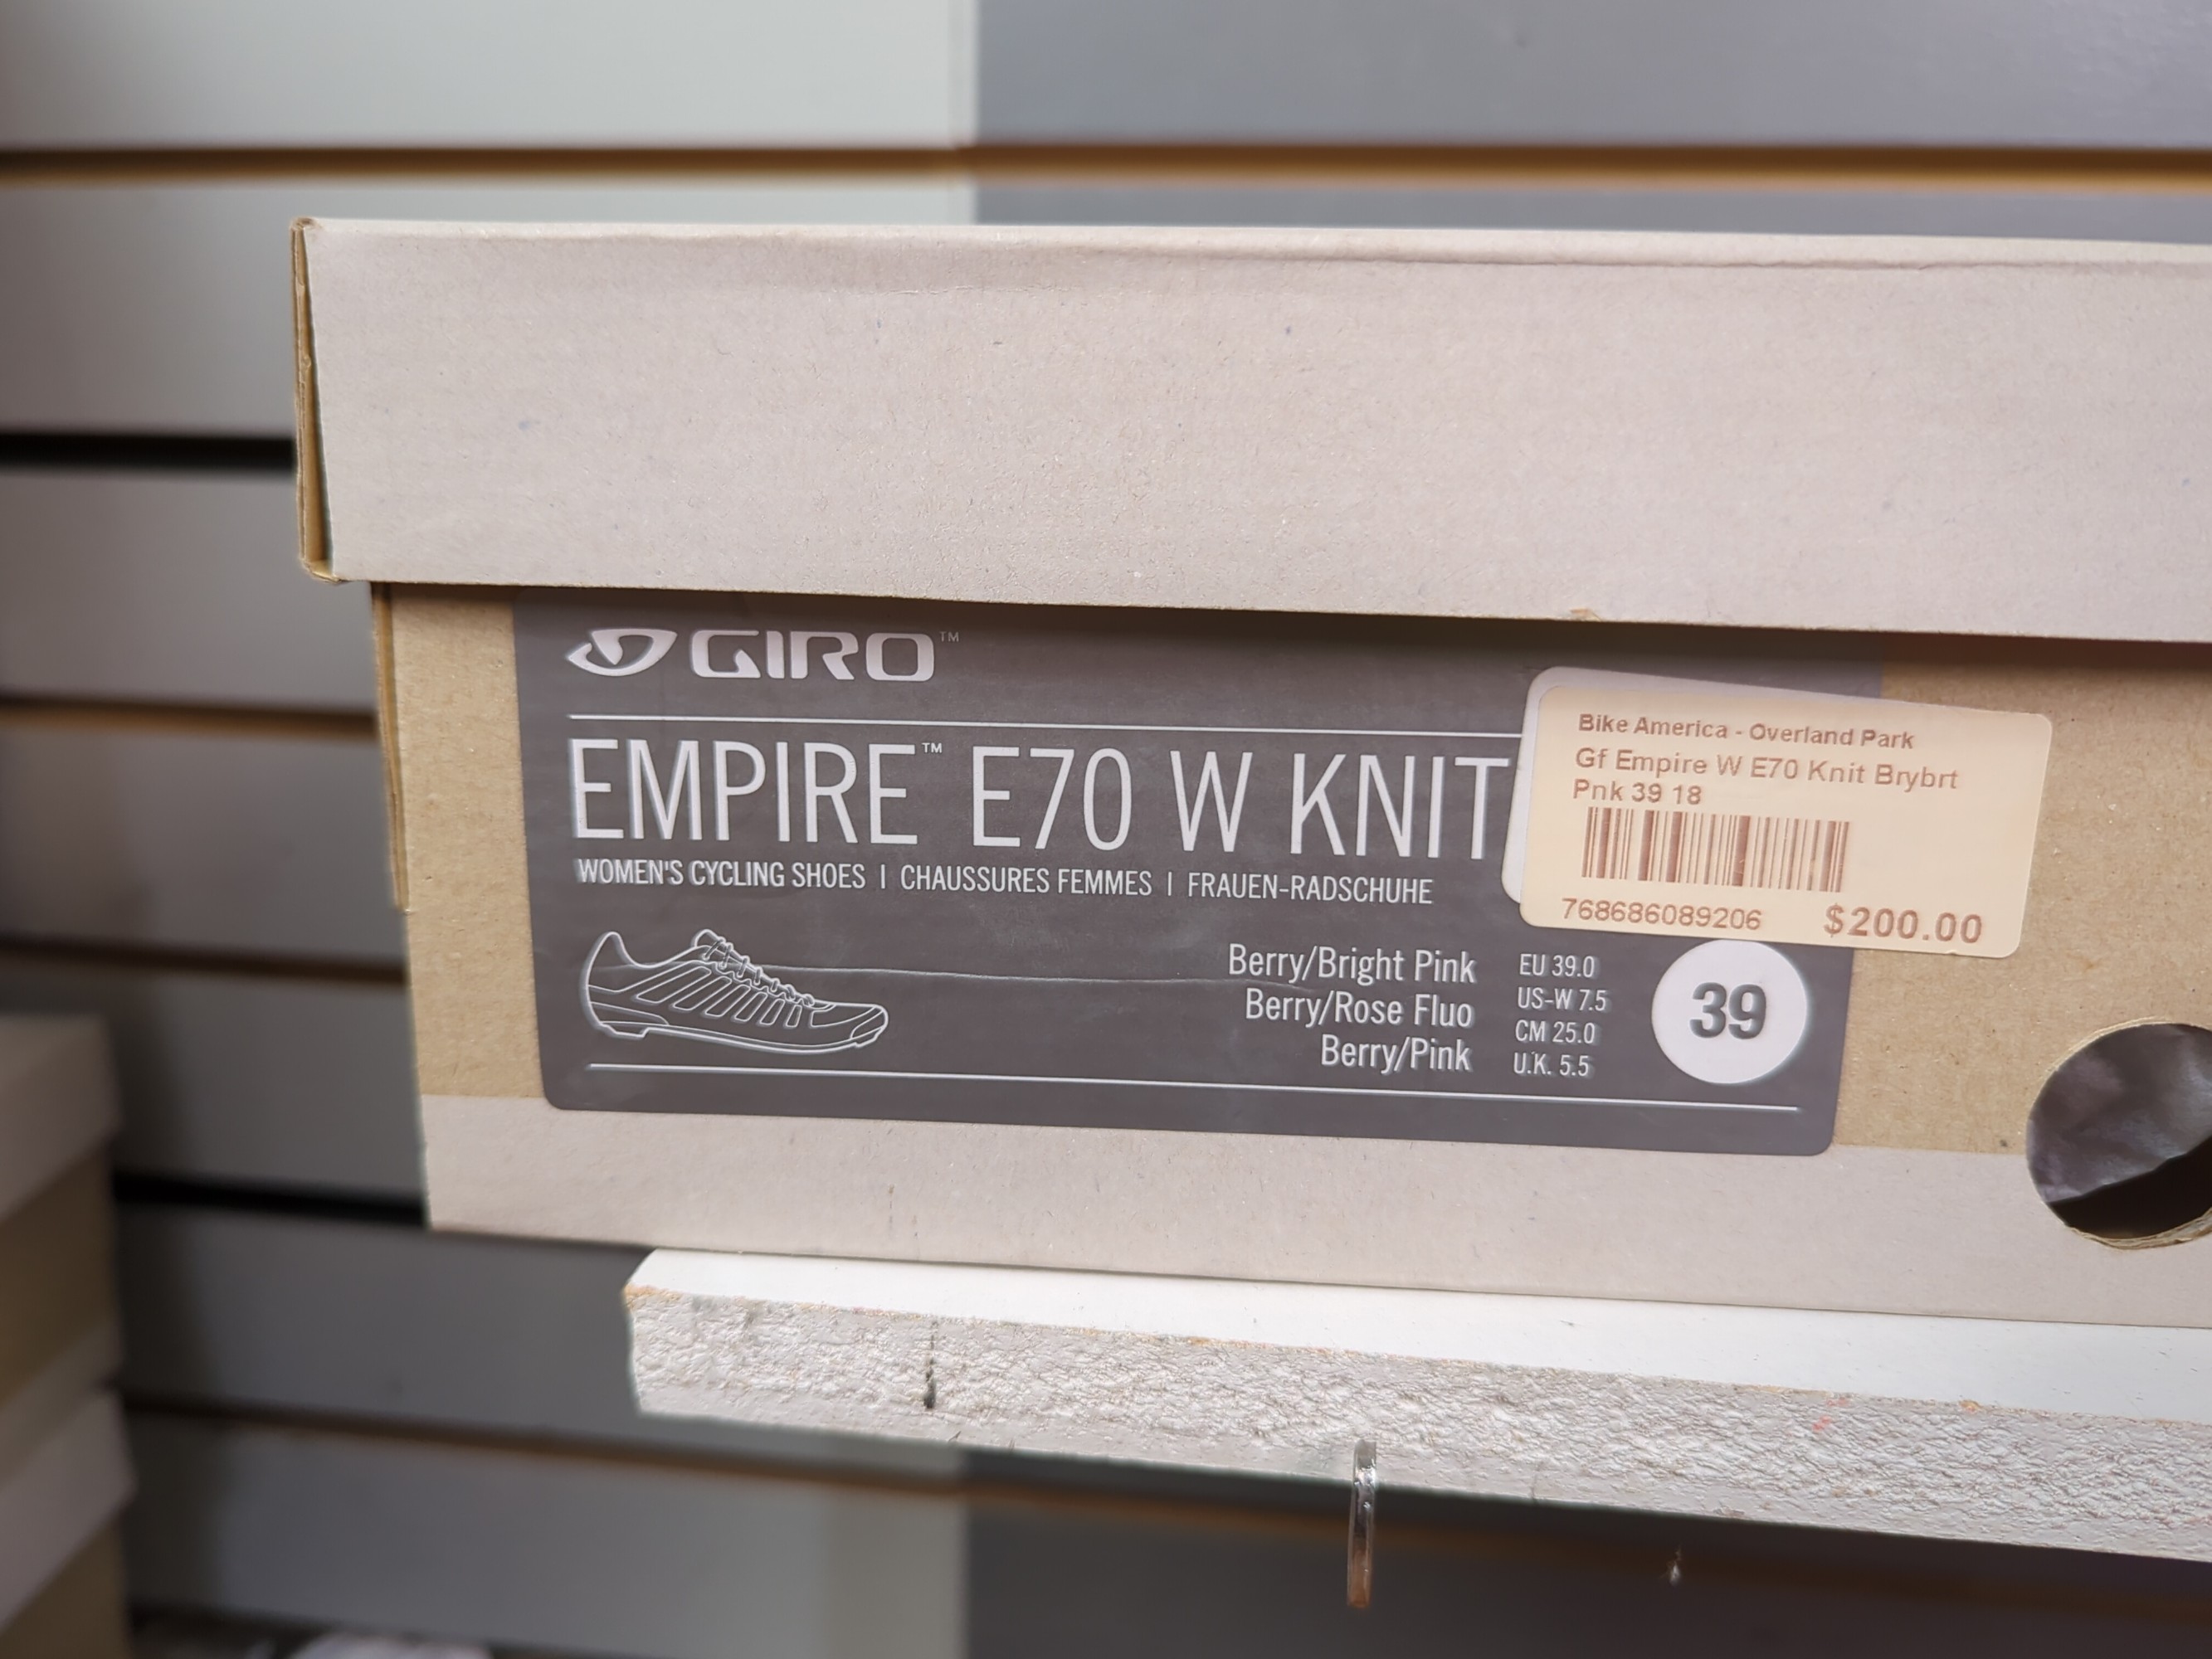 GIRO™
EMPIRE™ E70 W KNIT
WOMEN'S CYCLING SHOES | CHAUSSURES FEMMES | FRAUEN-RADSCHUHE
Berry/Bright Pink
Berry/Rose Fluo
Berry/Pink
EU 39.0
US-W 7.5
CM 25.0
U.K. 5.5
39
Bike America - Overland Park
Gf Empire W E70 Knit Brybrt
Pnk 39 18
768686089206 $200.00